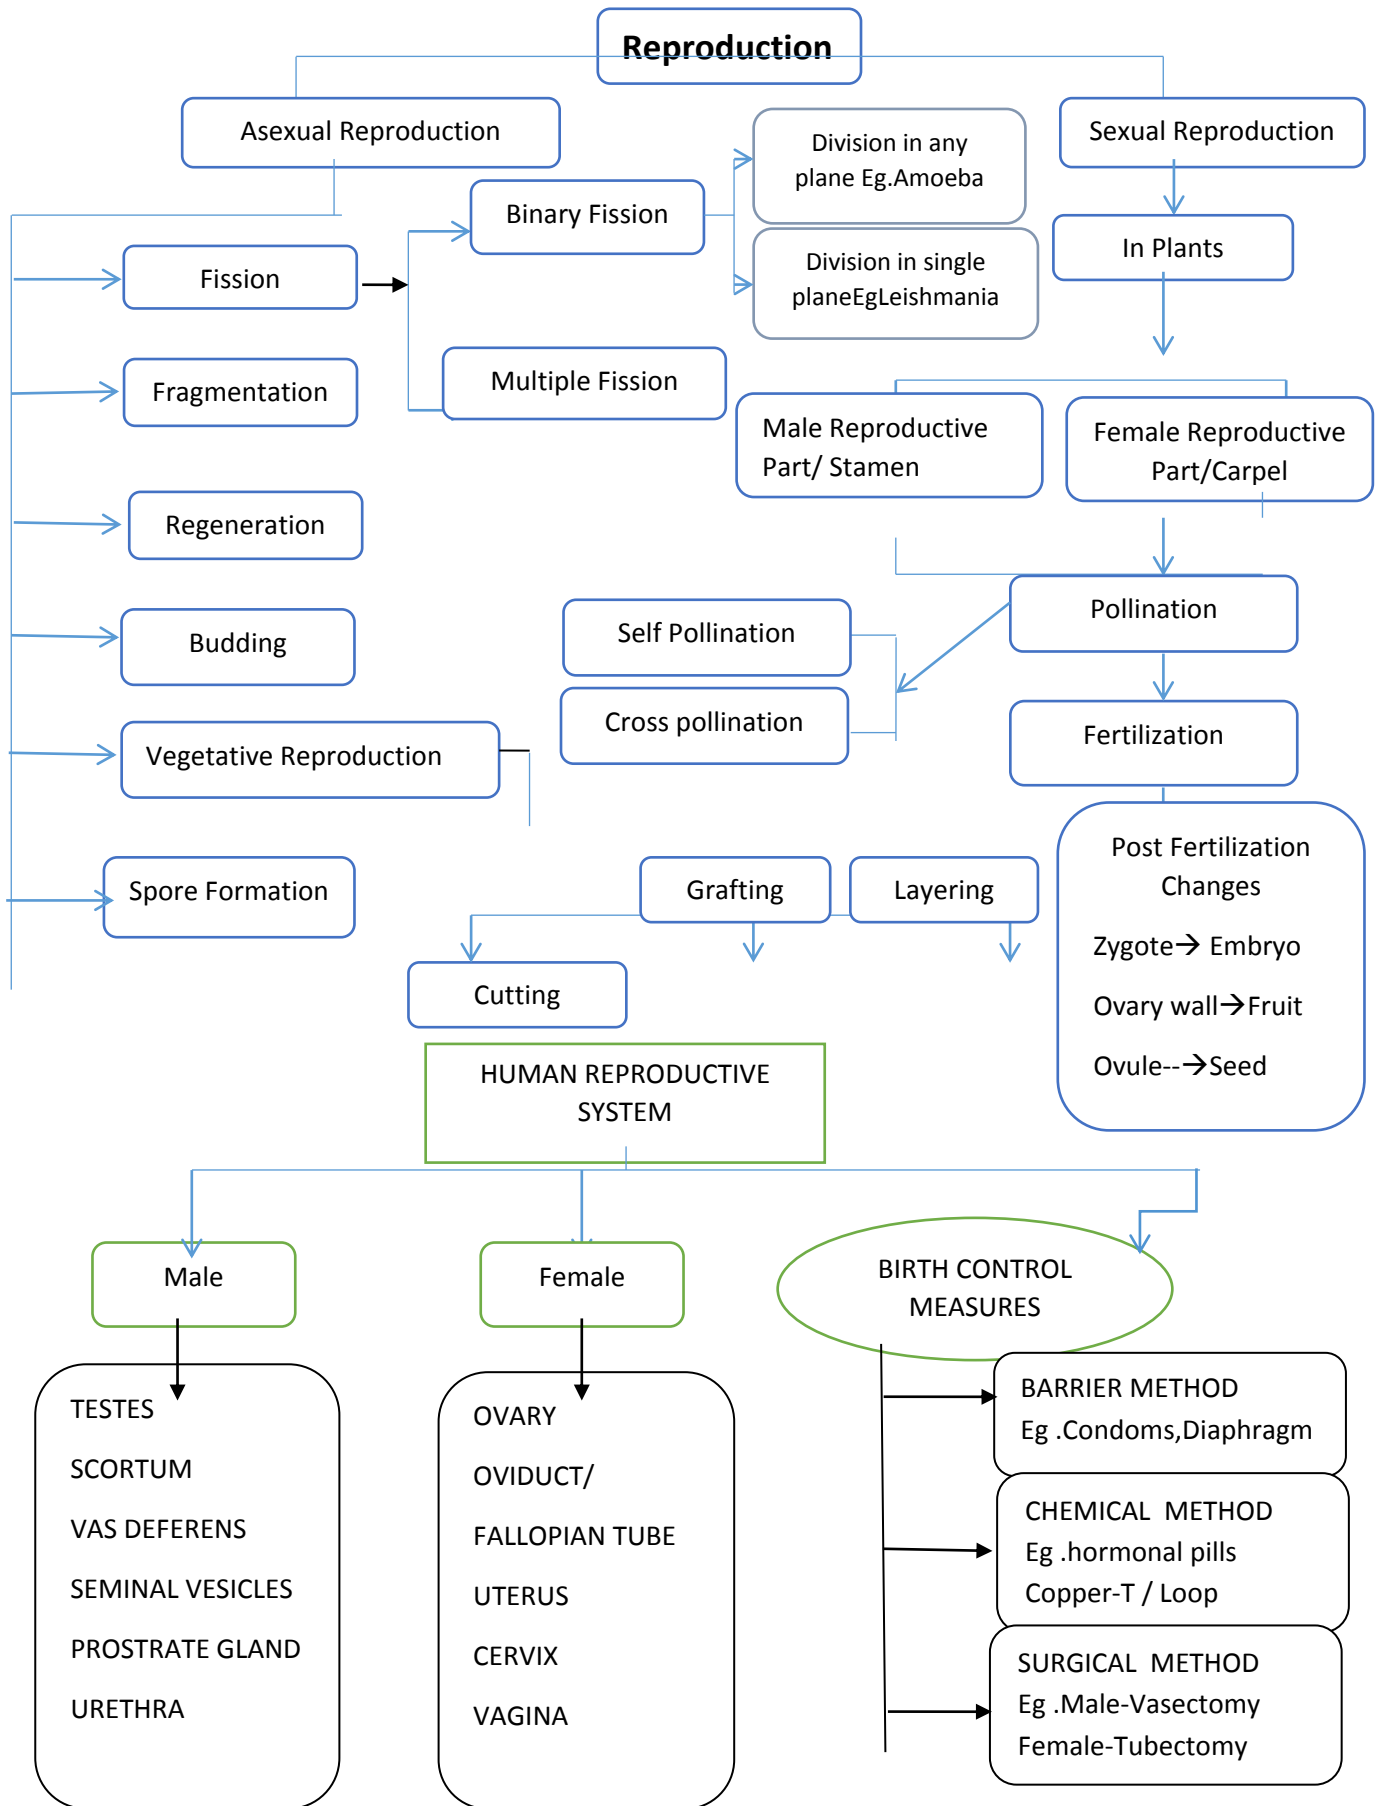 Reproduction
Asexual Reproduction
Sexual Reproduction
Division in any
plane Eg.Amoeba
Binary Fission
In Plants
Division in single
planeEgLeishmania
Fission
Multiple Fission
Fragmentation
Male Reproductive
Part/ Stamen
Female Reproductive
Part/Carpel
Regeneration
Pollination
Self Pollination
Budding
Cross pollination
Fertilization
Vegetative Reproduction
Post Fertilization
Changes
Zygote→ Embryo
Ovary wall→Fruit
Ovule--→Seed
Grafting
Layering
Spore Formation
Cutting
HUMAN REPRODUCTIVE
SYSTEM
Male
Female
BIRTH CONTROL
MEASURES
TESTES
SCORTUM
VAS DEFERENS
SEMINAL VESICLES
PROSTRATE GLAND
URETHRA
OVARY
OVIDUCT/
FALLOPIAN TUBE
UTERUS
CERVIX
VAGINA
BARRIER METHOD
Eg .Condoms,Diaphragm
CHEMICAL  METHOD
Eg .hormonal pills
Copper-T / Loop
SURGICAL  METHOD
Eg .Male-Vasectomy
Female-Tubectomy